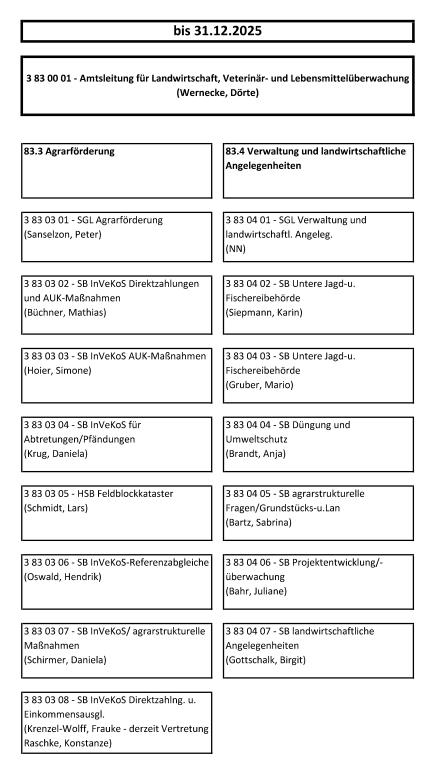 bis 31.12.2025
3 83 00 01 - Amtsleitung für Landwirtschaft, Veterinär- und Lebensmittelüberwachung
(Wernecke, Dörte)
83.3 Agrarförderung
3 83 03 01 - SGL Agrarförderung
(Sanselzon, Peter)
3 83 03 02 - SB InVeKoS Direktzahlungen
und AUK-Maßnahmen
(Büchner, Mathias)
3 83 03 03 - SB InVeKoS AUK-Maßnahmen
(Hoier, Simone)
3 83 03 04 - SB InVeKoS für
Abtretungen/Pfändungen
(Krug, Daniela)
3 83 03 05 - HSB Feldblockkataster
(Schmidt, Lars)
3 83 03 06 - SB InVeKoS-Referenzabgleiche
(Oswald, Hendrik)
3 83 03 07 - SB InVeKoS/ agrarstrukturelle
Maßnahmen
(Schirmer, Daniela)
3 83 03 08 - SB InVeKoS Direktzahlng. u.
Einkommensausgl.
(Krenzel-Wolff, Frauke - derzeit Vertretung
Raschke, Konstanze)
83.4 Verwaltung und landwirtschaftliche
Angelegenheiten
3 83 04 01 - SGL Verwaltung und
landwirtschaftl. Angeleg.
(NN)
3 83 04 02 - SB Untere Jagd-u.
Fischereibehörde
(Siepmann, Karin)
3 83 04 03 - SB Untere Jagd-u.
Fischereibehörde
(Gruber, Mario)
3 83 04 04 - SB Düngung und
Umweltschutz
(Brandt, Anja)
3 83 04 05 - SB agrarstrukturelle
Fragen/Grundstücks-u.Lan
(Bartz, Sabrina)
3 83 04 06 - SB Projektentwicklung/-
überwachung
(Bahr, Juliane)
3 83 04 07 - SB landwirtschaftliche
Angelegenheiten
(Gottschalk, Birgit)